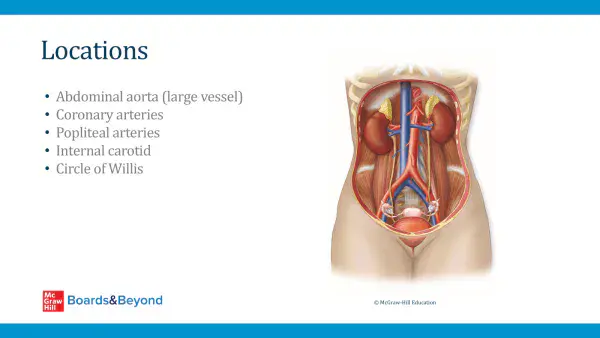 Locations
• Abdominal aorta (large vessel)
• Coronary arteries
• Popliteal arteries
• Internal carotid
• Circle of Willis
© McGraw-Hill Education
Mc
Graw
Hill
Boards&Beyond